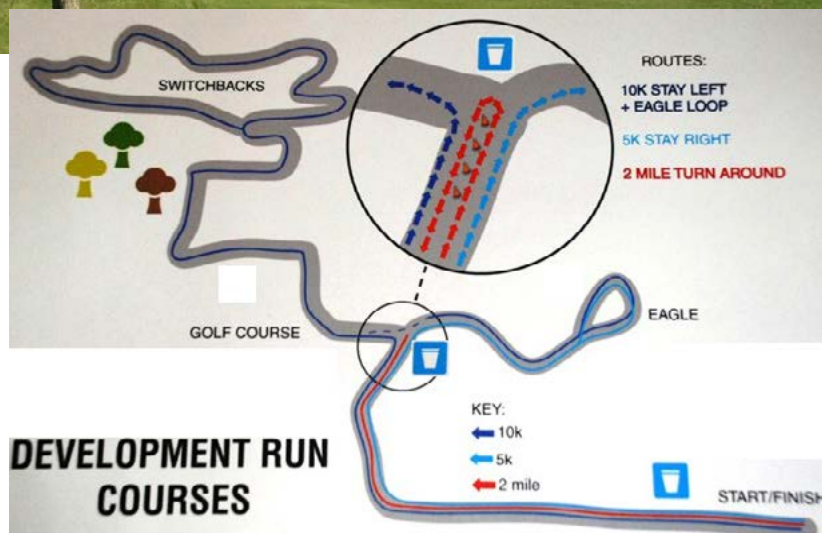 SWITCHBACKS
ROUTES:
10K STAY LEFT
+ EAGLE LOOP
5K STAY RIGHT
2 MILE TURN AROUND
GOLF COURSE
EAGLE
KEY:
10k
5k
2 mile
DEVELOPMENT RUN
COURSES
START/FINISH